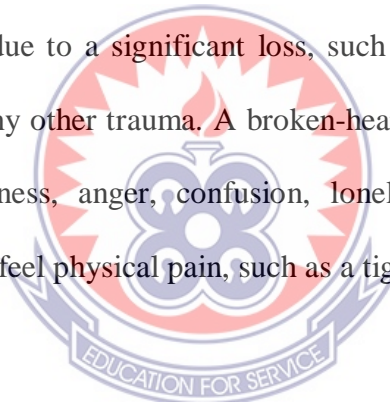 due to a significant loss, such
ny other trauma. A broken-hea
ness, anger, confusion, lonel
feel physical pain, such as a tig
EDUCATION FOR SERVICE